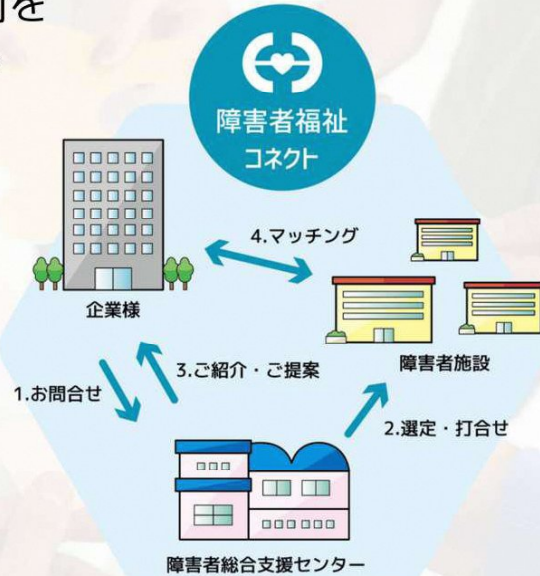 を
障害者福祉
コネクト
4.マッチング
企業様
障害者施設
3.ご紹介・ご提案
1.お問合せ
2.選定・打合せ
障害者総合支援センター